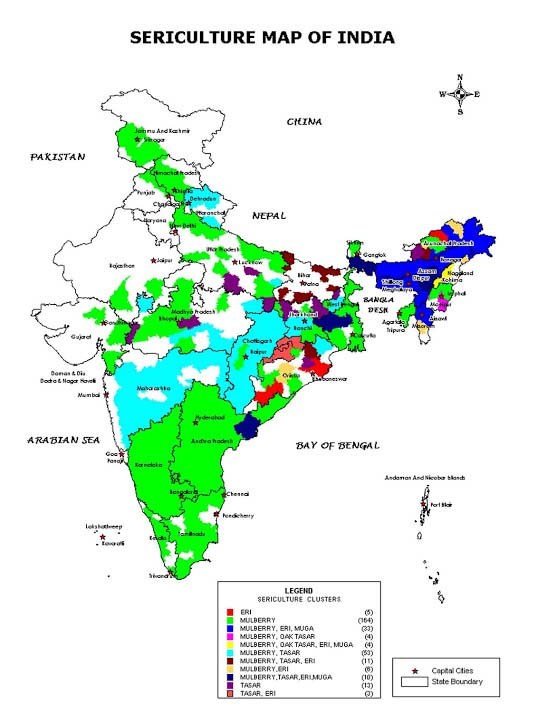 SERICULTURE MAP OF INDIA
N
W E
S
CHINA
PAKISTAN
NEPAL
BANGLA
DESH
ARABIAN SEA
BAY OF BENGAL
Jammu And Kashmir
Srinagar
Himachal Pradesh
Shimla
Punjab
Chandigarh
Dehradun
Uttaranchal
Haryana
New Delhi
Rajasthan
Jaipur
Uttar Pradesh
Lucknow
Bihar
Patna
Sikkim
Gangtok
Arunachal Pradesh
Itanagar
Assam
Dispur
Nagaland
Kohima
Shillong
Meghalaya
Imphal
Manipur
Agartala
Tripura
Aizawl
Mizoram
West Bengal
Calcutta
Jharkhand
Ranchi
Gandhinagar
Gujarat
Madhya Pradesh
Bhopal
Chattisgarh
Raipur
Orissa
Bhubaneswar
Daman & Diu
Dadra & Nagar Haveli
Mumbai
Maharashtra
Hyderabad
Andhra Pradesh
Goa
Panaji
Karnataka
Bangalore
Chennai
Pondicherry
Kerala
Tamilnadu
Trivandrum
Lakshadweep
Kavaratti
Andaman And Nicobar Islands
Port Blair
LEGEND
SERICULTURE CLUSTERS
ERI (5)
MULBERRY (164)
MULBERRY, ERI, MUGA (33)
MULBERRY, OAK TASAR (4)
MULBERRY, OAK TASAR, ERI, MUGA (4)
MULBERRY, TASAR (53)
MULBERRY, TASAR, ERI (11)
MULBERRY,ERI (6)
MULBERRY,TASAR,ERI,MUGA (10)
TASAR (13)
TASAR, ERI (3)
Capital Cities
State Boundary